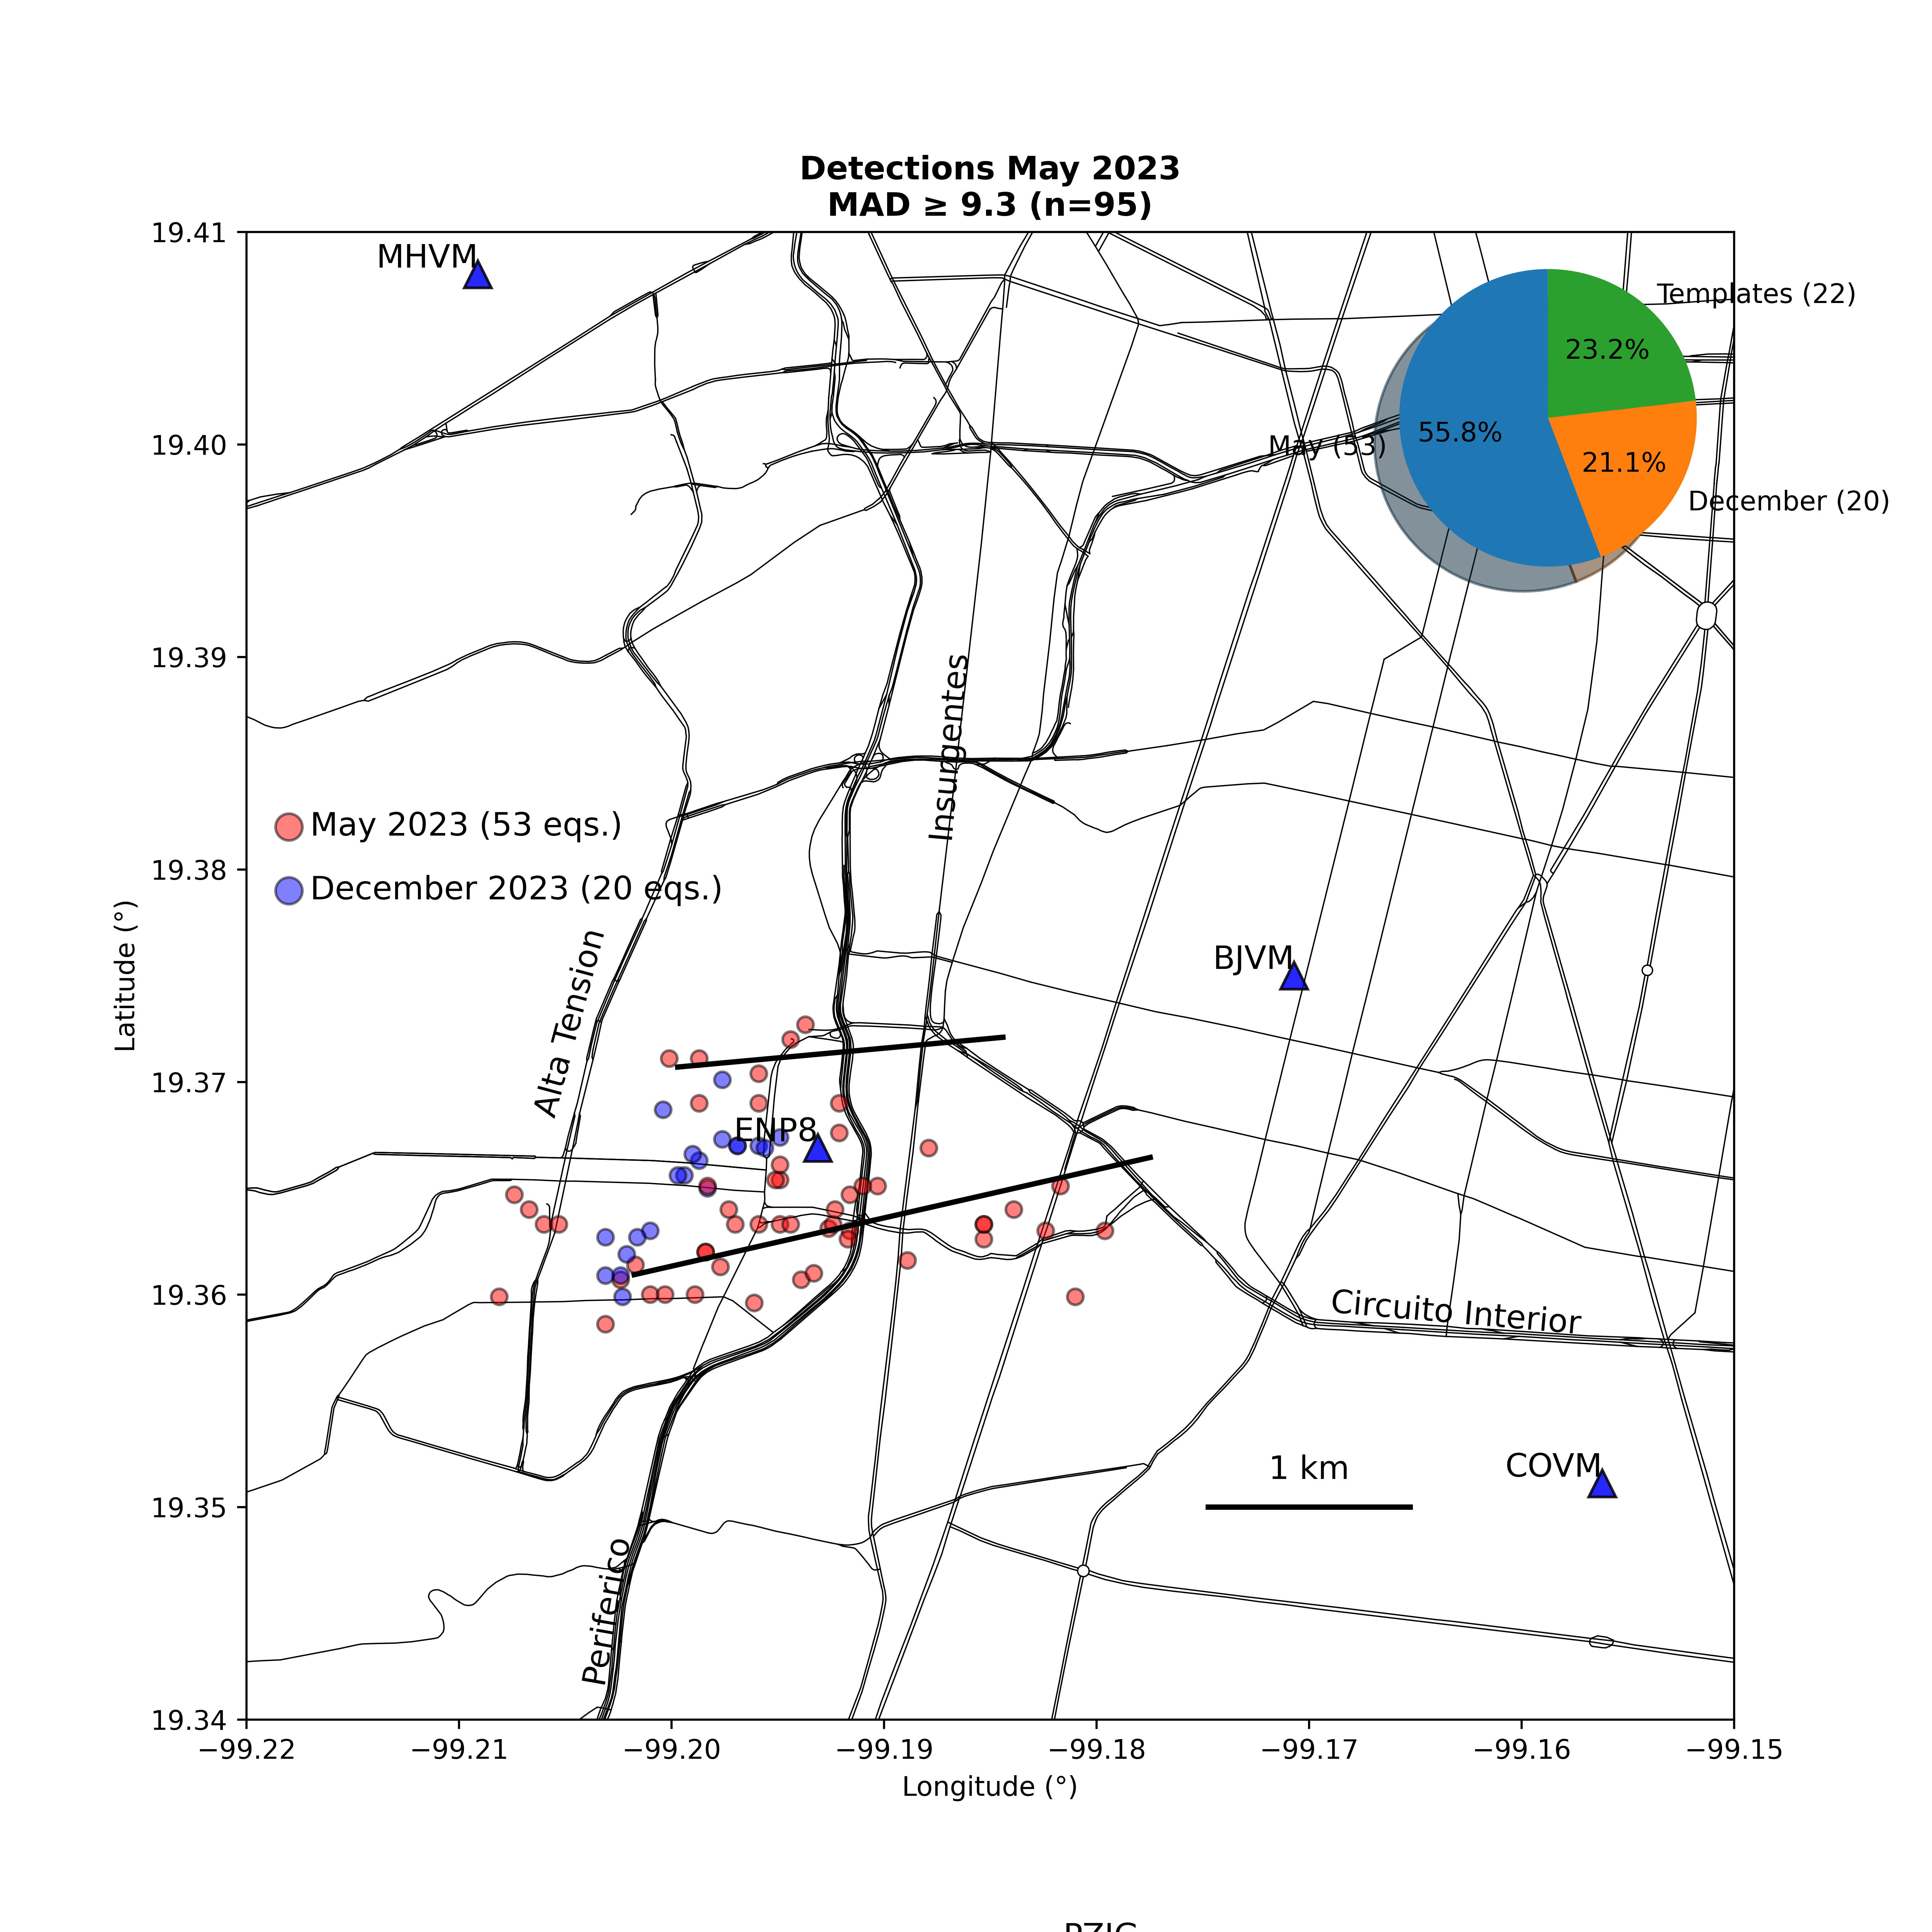 Detections May 2023
MAD ≥ 9.3 (n=95)
19.41
19.40
19.39
19.38
19.37
19.36
19.35
19.34
Latitude (°)
MHVM
Templates (22)
23.2%
55.8%
21.1%
May (53)
December (20)
Insurgentes
May 2023 (53 eqs.)
December 2023 (20 eqs.)
Alta Tension
BJVM
ENP8
Circuito Interior
1 km
COVM
Periferico
−99.22
−99.21
−99.20
−99.19
−99.18
−99.17
−99.16
−99.15
Longitude (°)